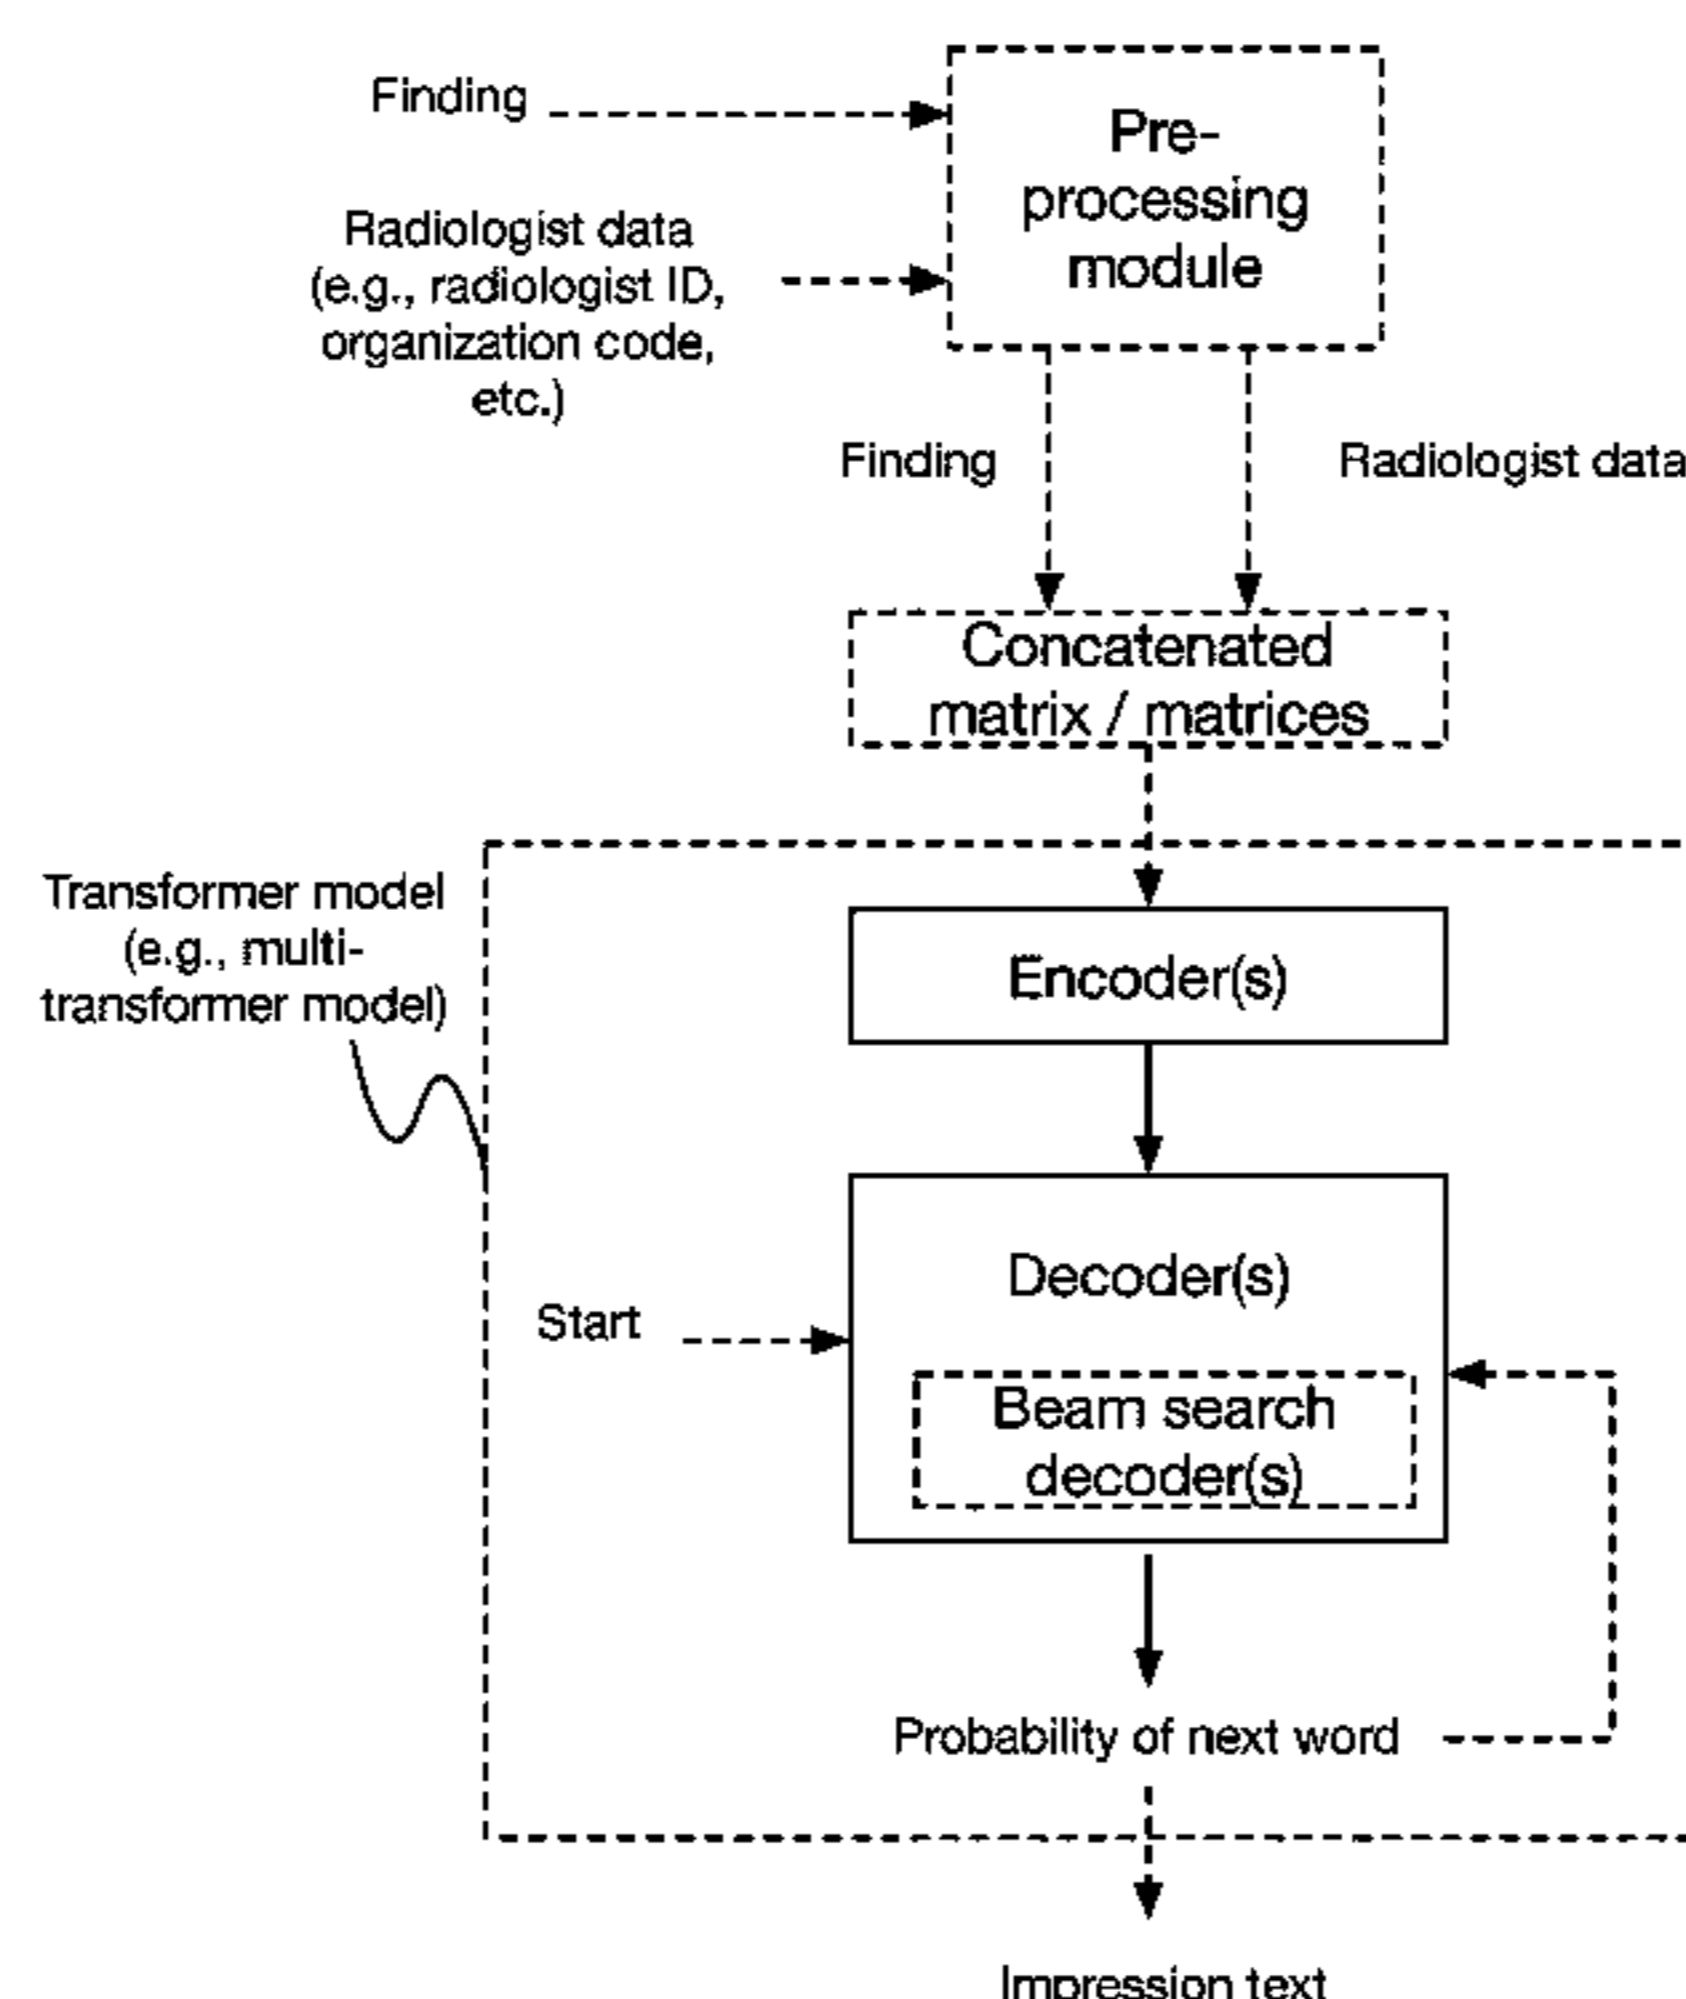 Finding
Pre-
processing
module
Radiologist data
(e.g., radiologist ID,
organization code,
etc.)
Finding
Radiologist data
Concatenated
matrix / matrices
Transformer model
(e.g., multi-
transformer model)
Encoder(s)
Decoder(s)
Start
Beam search
decoder(s)
Probability of next word
Impression text